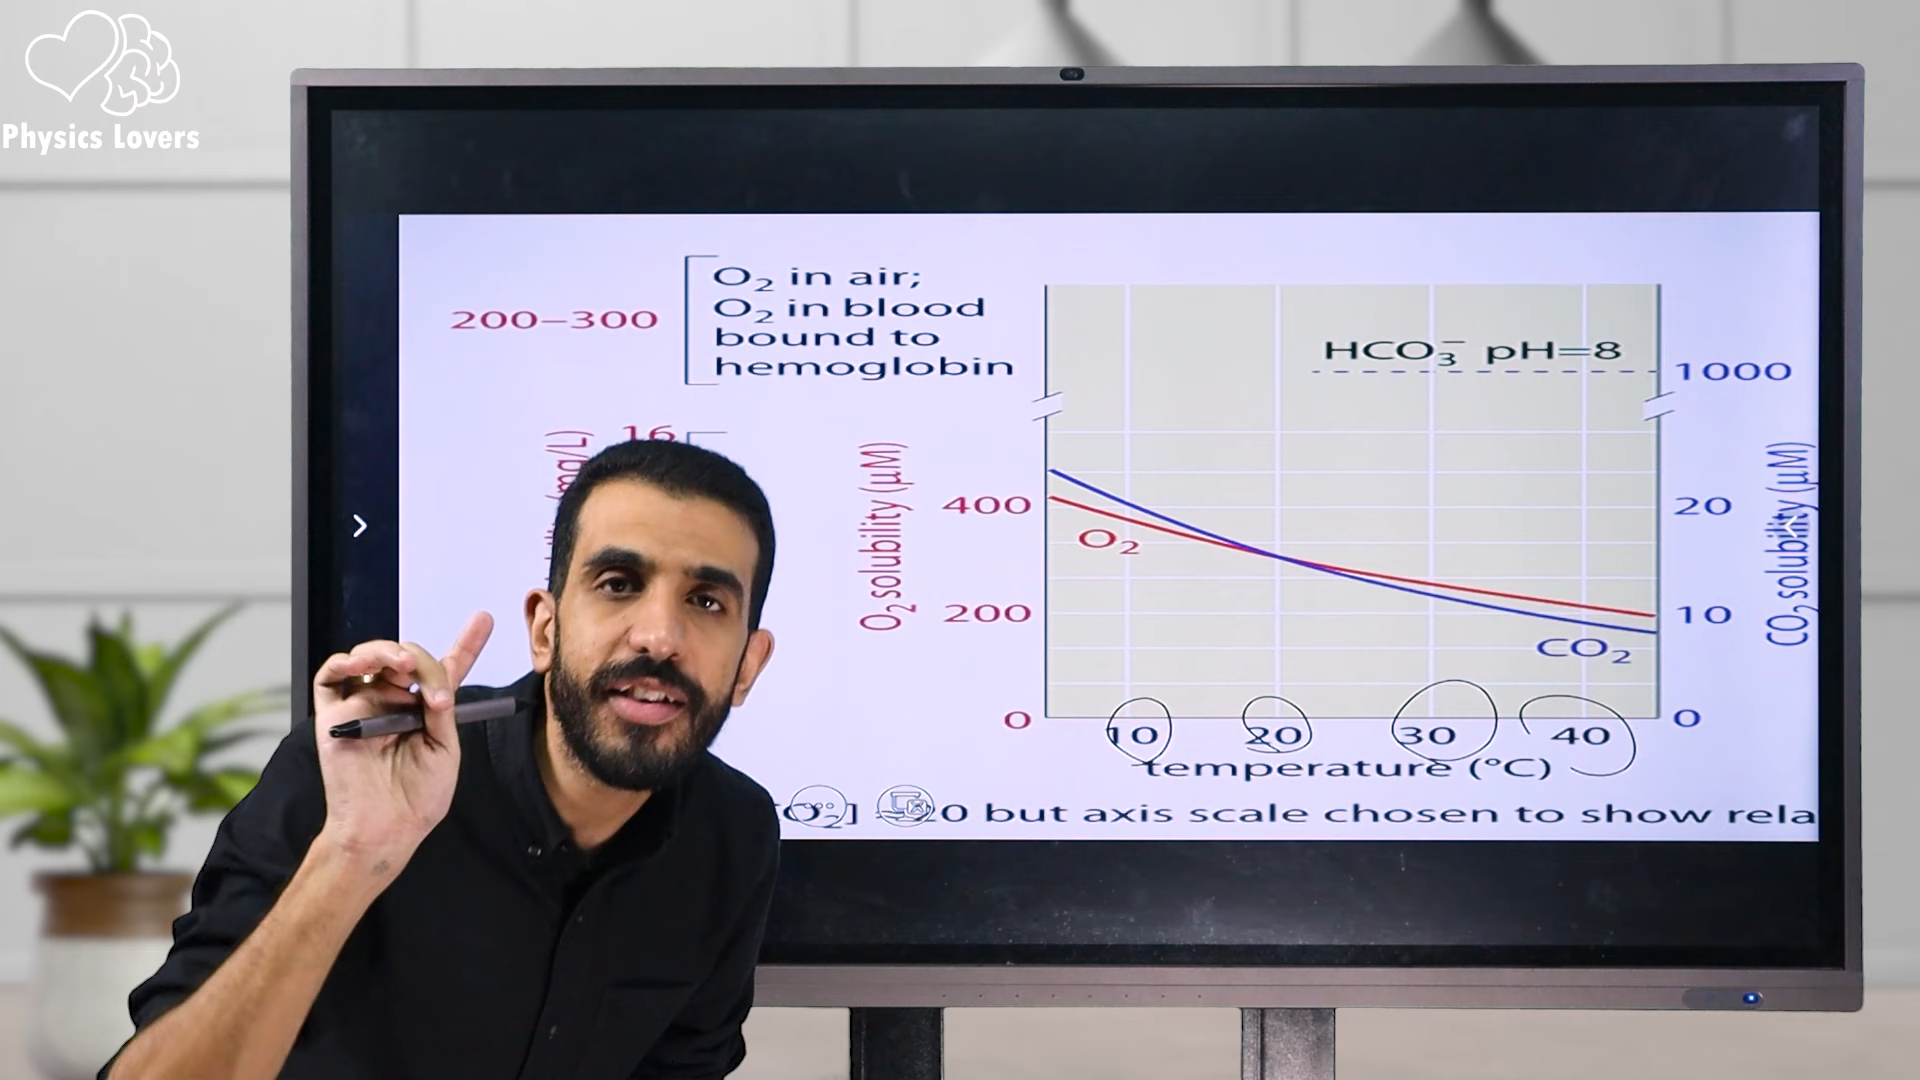 Physics Lovers
200–300
O₂ in air;
O₂ in blood
bound to
hemoglobin
HCO₃⁻ pH=8
1000
16
(mg/L)
O₂ solubility (μM)
400
200
0
O₂
CO₂
20
10
0
CO₂ solubility (μM)
10 20 30 40
temperature (°C)
0 but axis scale chosen to show rela